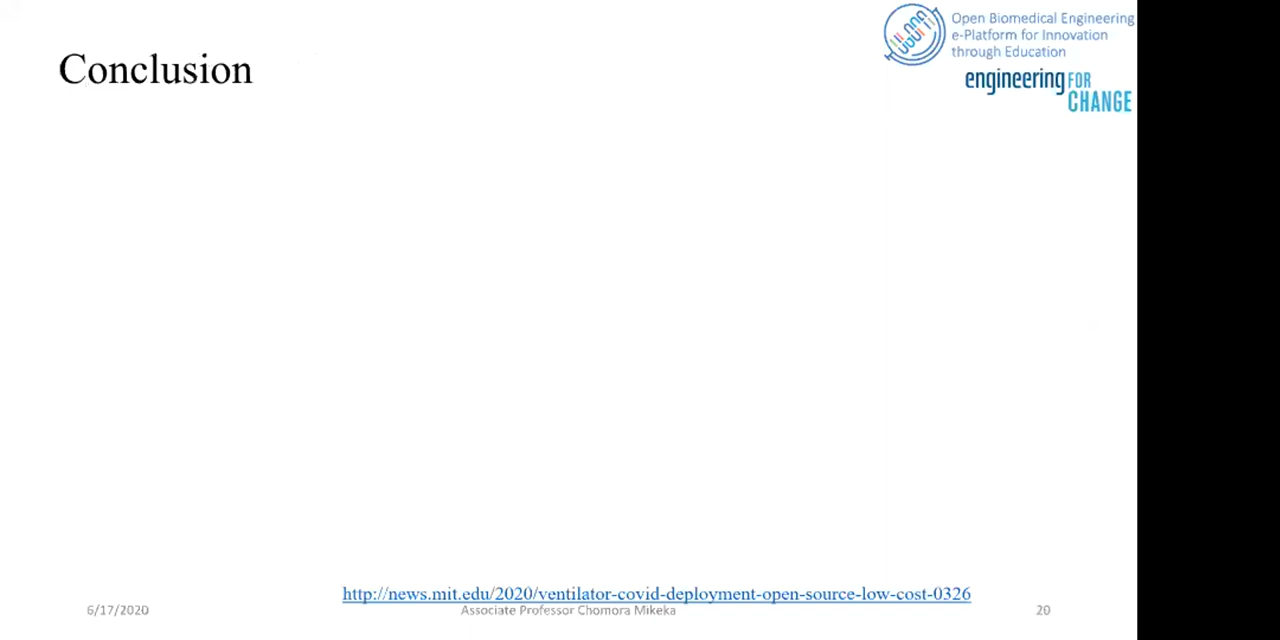 Open Biomedical Engineering
e-Platform for Innovation
through Education
engineering FOR
CHANGE
Conclusion
http://news.mit.edu/2020/ventilator-covid-deployment-open-source-low-cost-0326
6/17/2020
Associate Professor Chomora Mikeka
20